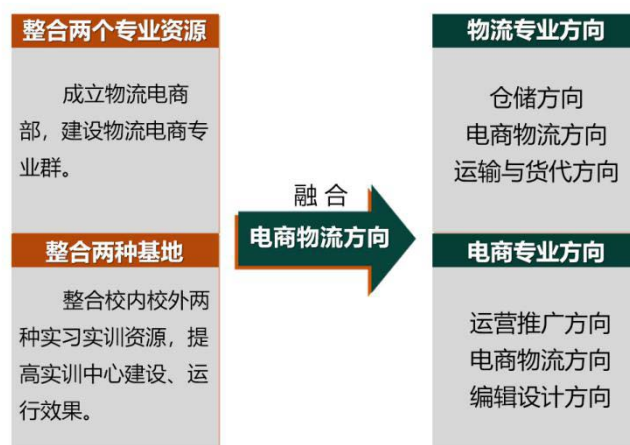 整合两个专业资源
成立物流电商
部，建设物流电商专
业群。
整合两种基地
整合校内校外两
种实习实训资源，提
高实训中心建设、运
行效果。
融 合
电商物流方向
物流专业方向
仓储方向
电商物流方向
运输与货代方向
电商专业方向
运营推广方向
电商物流方向
编辑设计方向